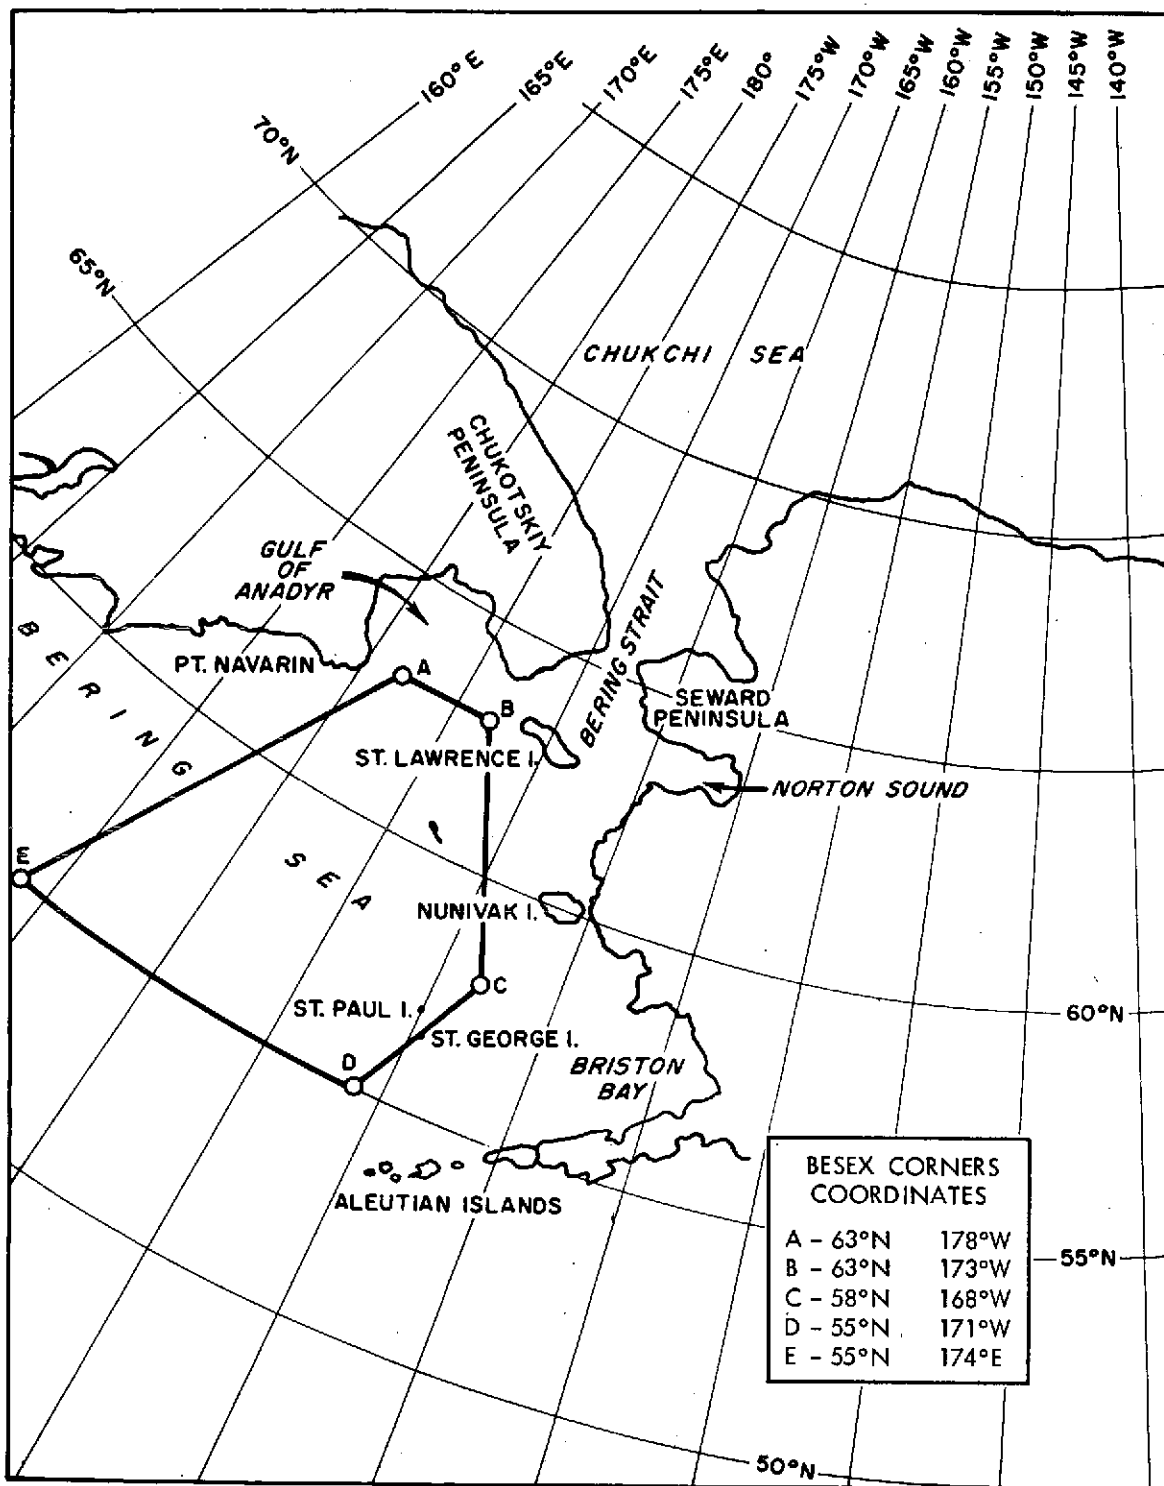 160°E
165°E
170°E
175°E
180°
175°W
170°W
165°W
160°W
155°W
150°W
145°W
140°W
70°N
65°N
CHUKCHI SEA
CHUKOTSKIY
PENINSULA
GULF
OF
ANADYR
BERING STRAIT
BERING
SEA
PT. NAVARIN
A
B
SEWARD
PENINSULA
ST. LAWRENCE I.
NORTON SOUND
E
NUNIVAK I.
C
ST. PAUL I.
ST. GEORGE I.
60°N
D
BRISTON
BAY
ALEUTIAN ISLANDS
BESEX CORNERS
COORDINATES
A - 63°N 178°W
B - 63°N 173°W
C - 58°N 168°W
D - 55°N 171°W
E - 55°N 174°E
55°N
50°N